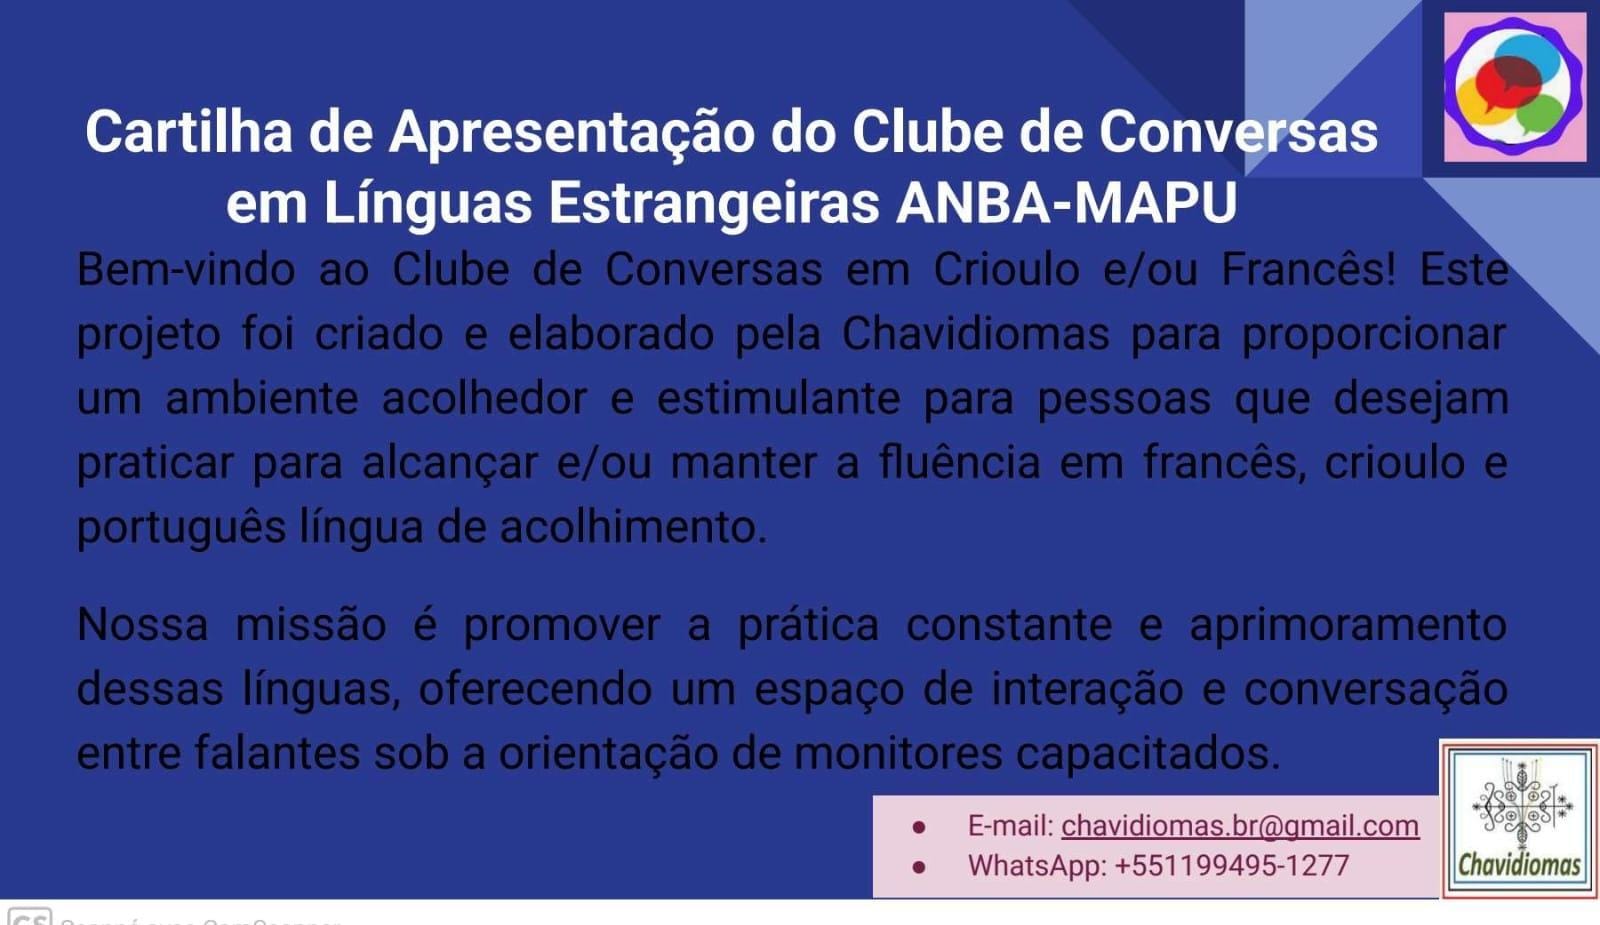 Cartilha de Apresentação do Clube de Conversas
em Línguas Estrangeiras ANBA-MAPU
Bem-vindo ao Clube de Conversas em Crioulo e/ou Francês! Este
projeto foi criado e elaborado pela Chavidiomas para proporcionar
um ambiente acolhedor e estimulante para pessoas que desejam
praticar para alcançar e/ou manter a fluência em francês, crioulo e
português língua de acolhimento.
Nossa missão é promover a prática constante e aprimoramento
dessas línguas, oferecendo um espaço de interação e conversação
entre falantes sob a orientação de monitores capacitados.
● E-mail: chavidiomas.br@gmail.com
● WhatsApp: +551199495-1277
Chavidiomas
CS